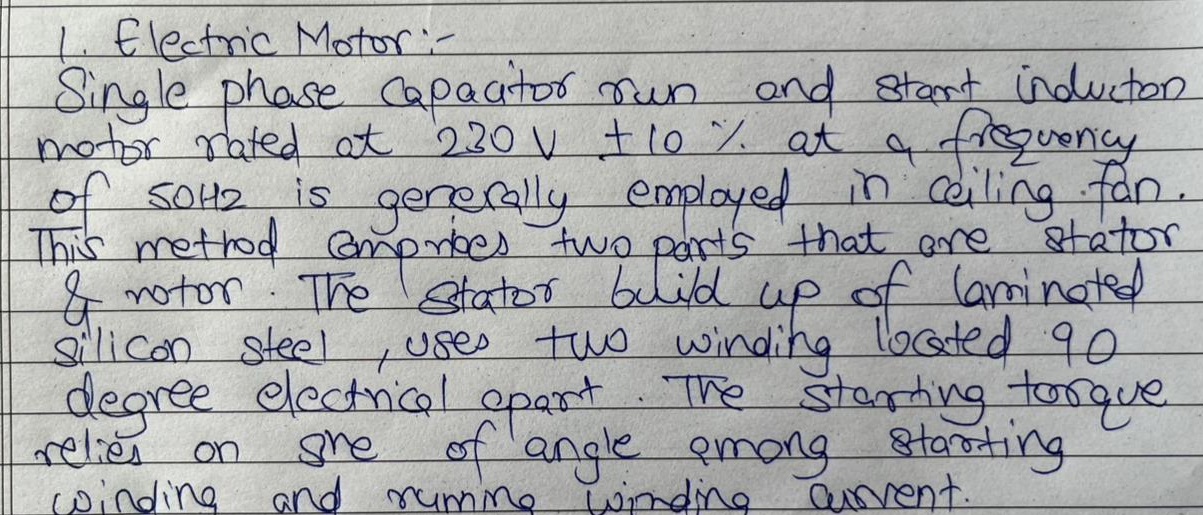 1. Electric Motor :-
Single phase capacitor run and start inducton
motor rated at 230 V ±10 % at a frequency
of 50Hz is generally employed in ceiling fan.
This method comprises two parts that are stator
& rotor. The stator build up of laminated
silicon steel, uses two winding located 90
degree electrical apart. The starting torque
relies on sne of angle among starting
winding and running winding current.